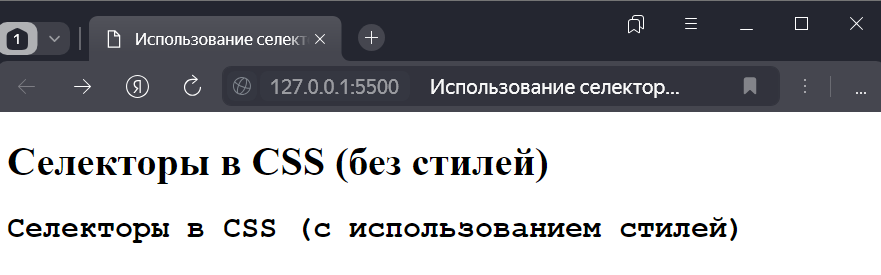 1
Использование селект
Я
127.0.0.1:5500 Использование селектор...
...
Селекторы в CSS (без стилей)
Селекторы в CSS (с использованием стилей)